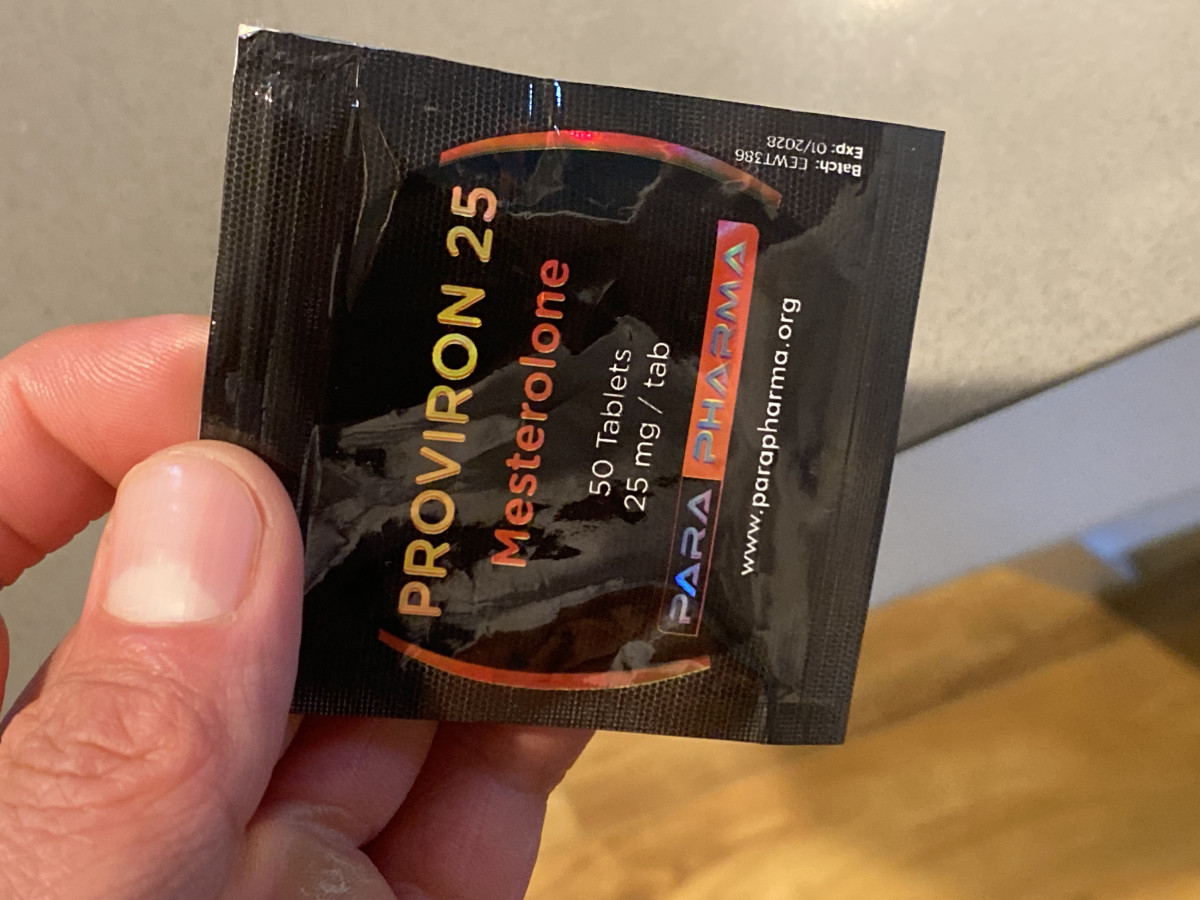 PROVIRON 25
Mesterolone
50 Tablets
25 mg / tab
PARA PHARMA
www.parapharma.org
Batch: EEWT386
Exp: 01/2028